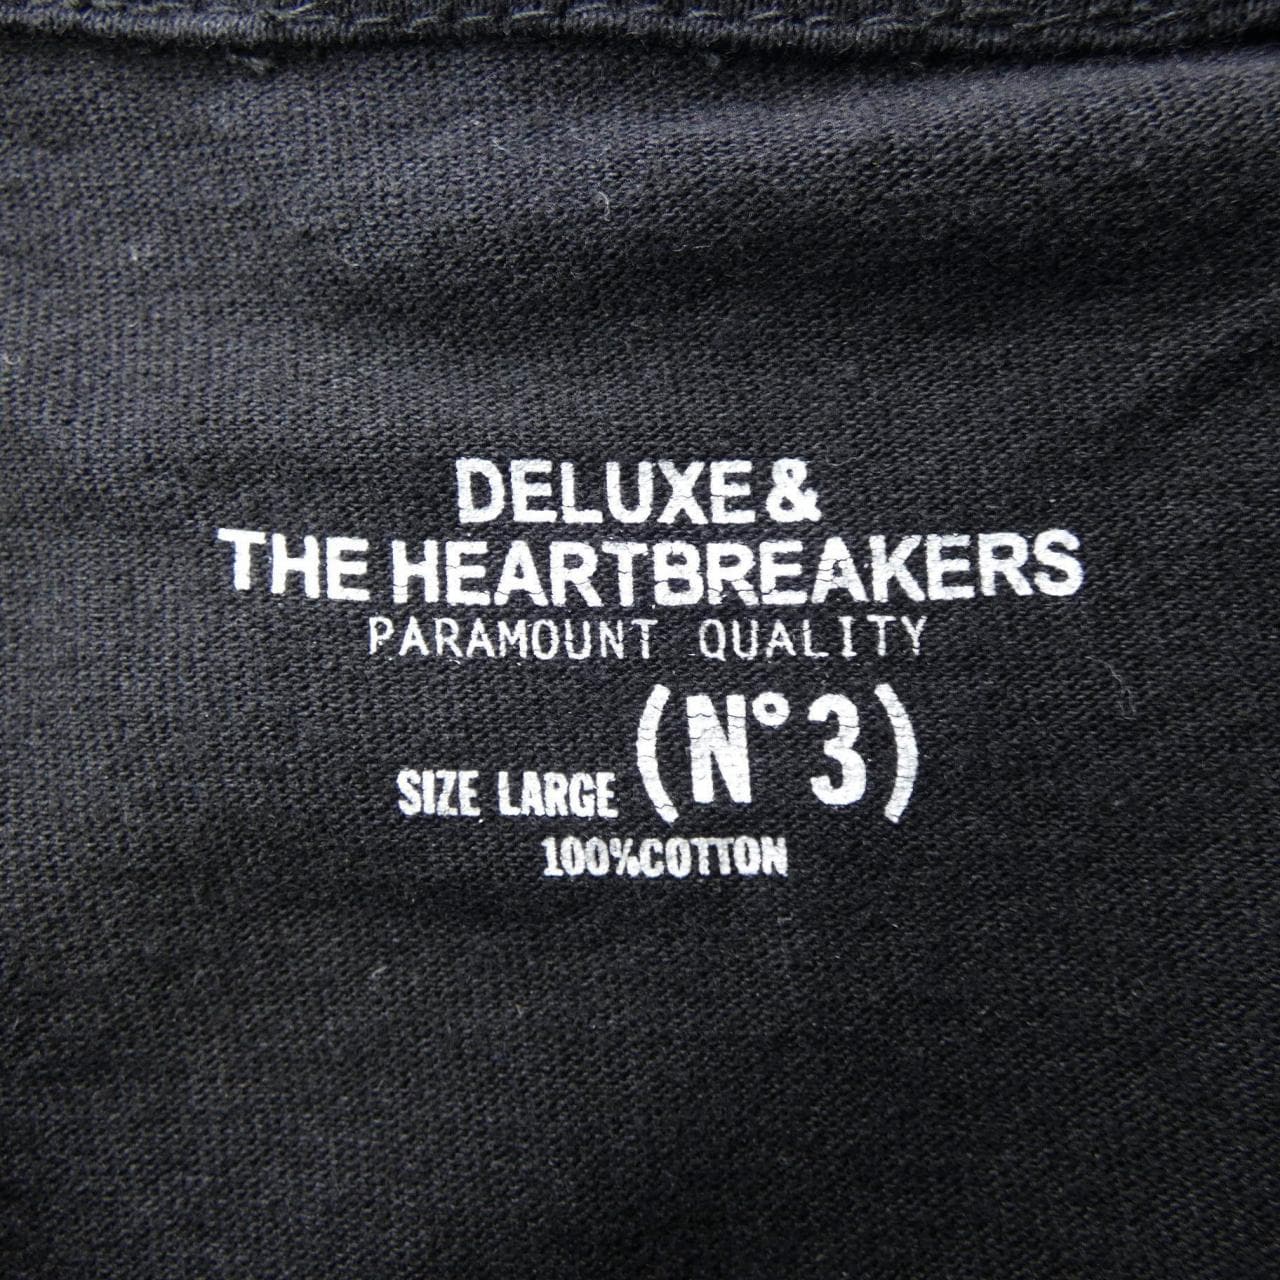 DELUXE &
THE HEARTBREAKERS
PARAMOUNT QUALITY
SIZE LARGE (N° 3)
100%COTTON